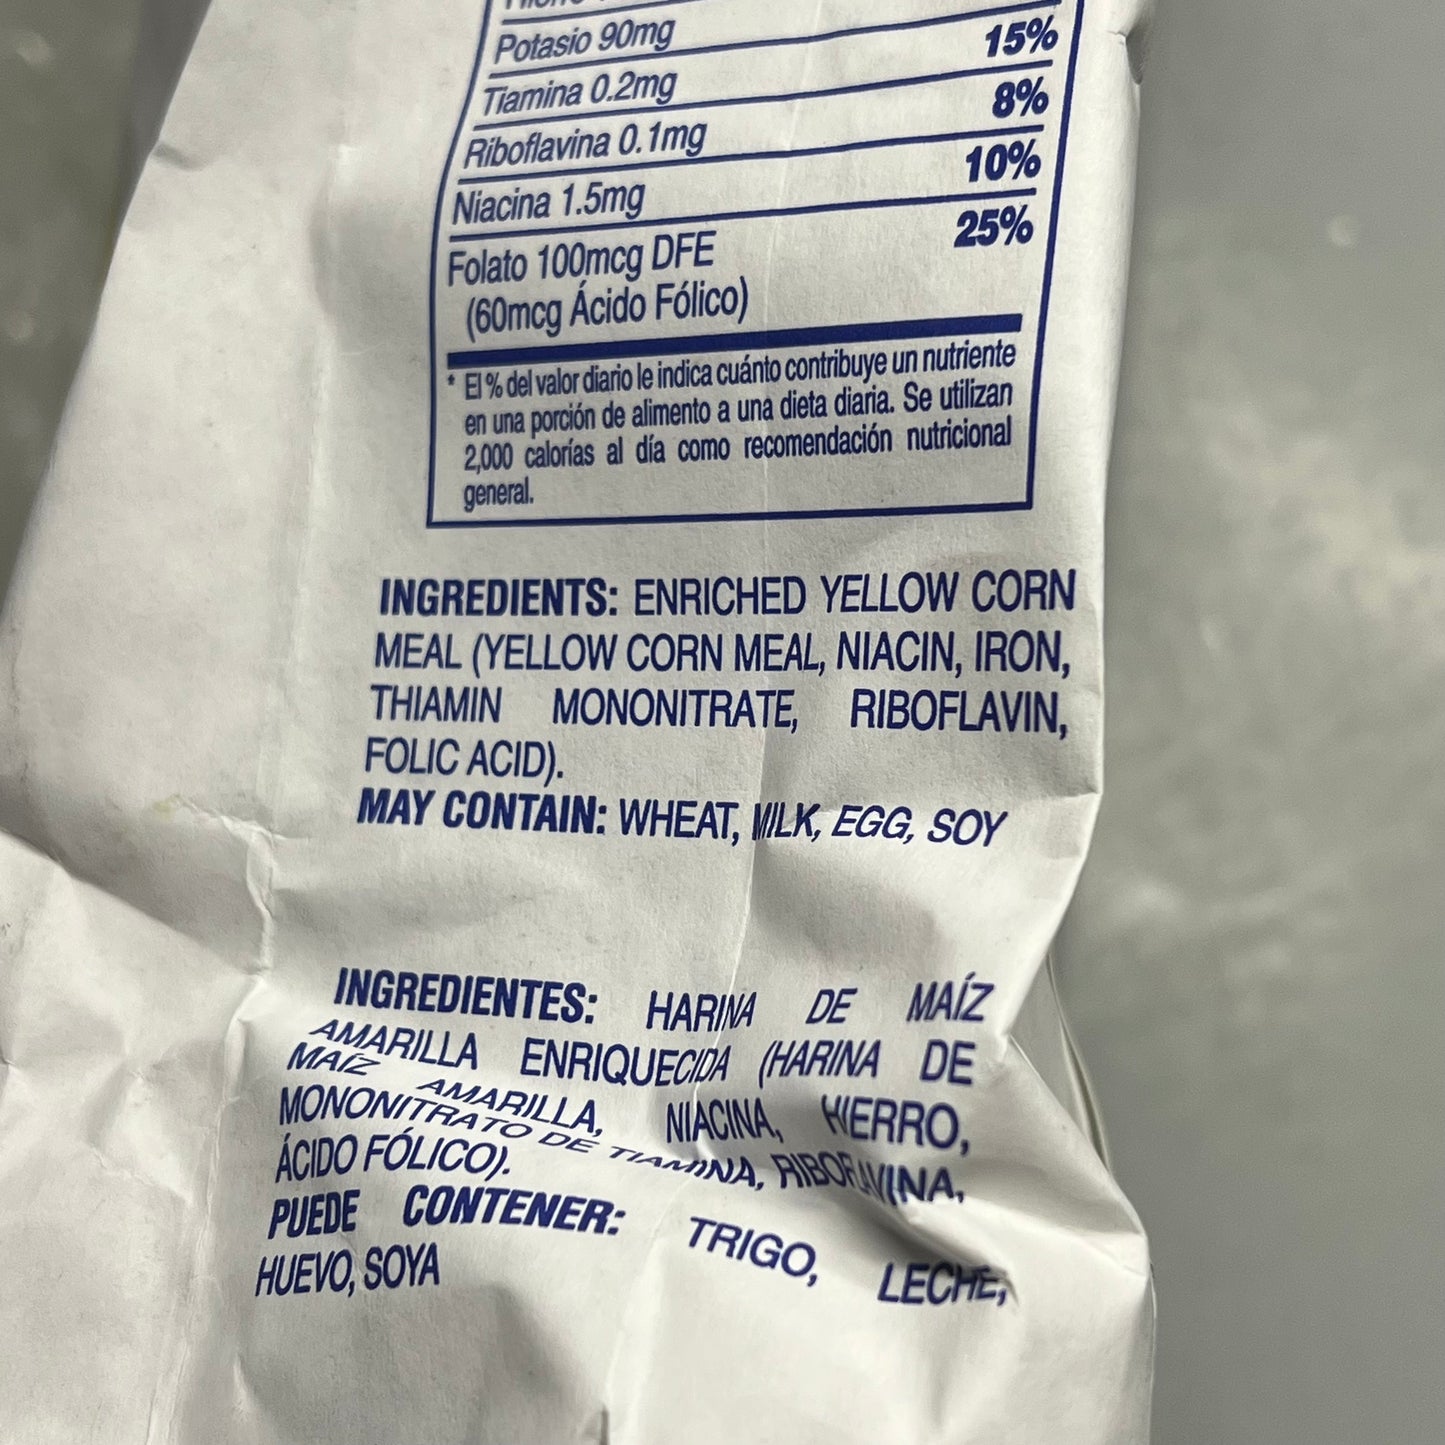 Potasio 90mg
Tiamina 0.2mg 15%
Riboflavina 0.1mg 8%
Niacina 1.5mg 10%
Folato 100mcg DFE 25%
(60mcg Ácido Fólico)
* El % del valor diario le indica cuánto contribuye un nutriente
en una porción de alimento a una dieta diaria. Se utilizan
2,000 calorías al día como recomendación nutricional
general.
INGREDIENTS: ENRICHED YELLOW CORN
MEAL (YELLOW CORN MEAL, NIACIN, IRON,
THIAMIN MONONITRATE, RIBOFLAVIN,
FOLIC ACID).
MAY CONTAIN: WHEAT, MILK, EGG, SOY
INGREDIENTES: HARINA DE MAÍZ
AMARILLA ENRIQUECIDA (HARINA DE
MAÍZ AMARILLA, NIACINA, HIERRO,
MONONITRATO DE TIAMINA, RIBOFLAVINA,
ÁCIDO FÓLICO).
PUEDE CONTENER: TRIGO, LECHE,
HUEVO, SOYA